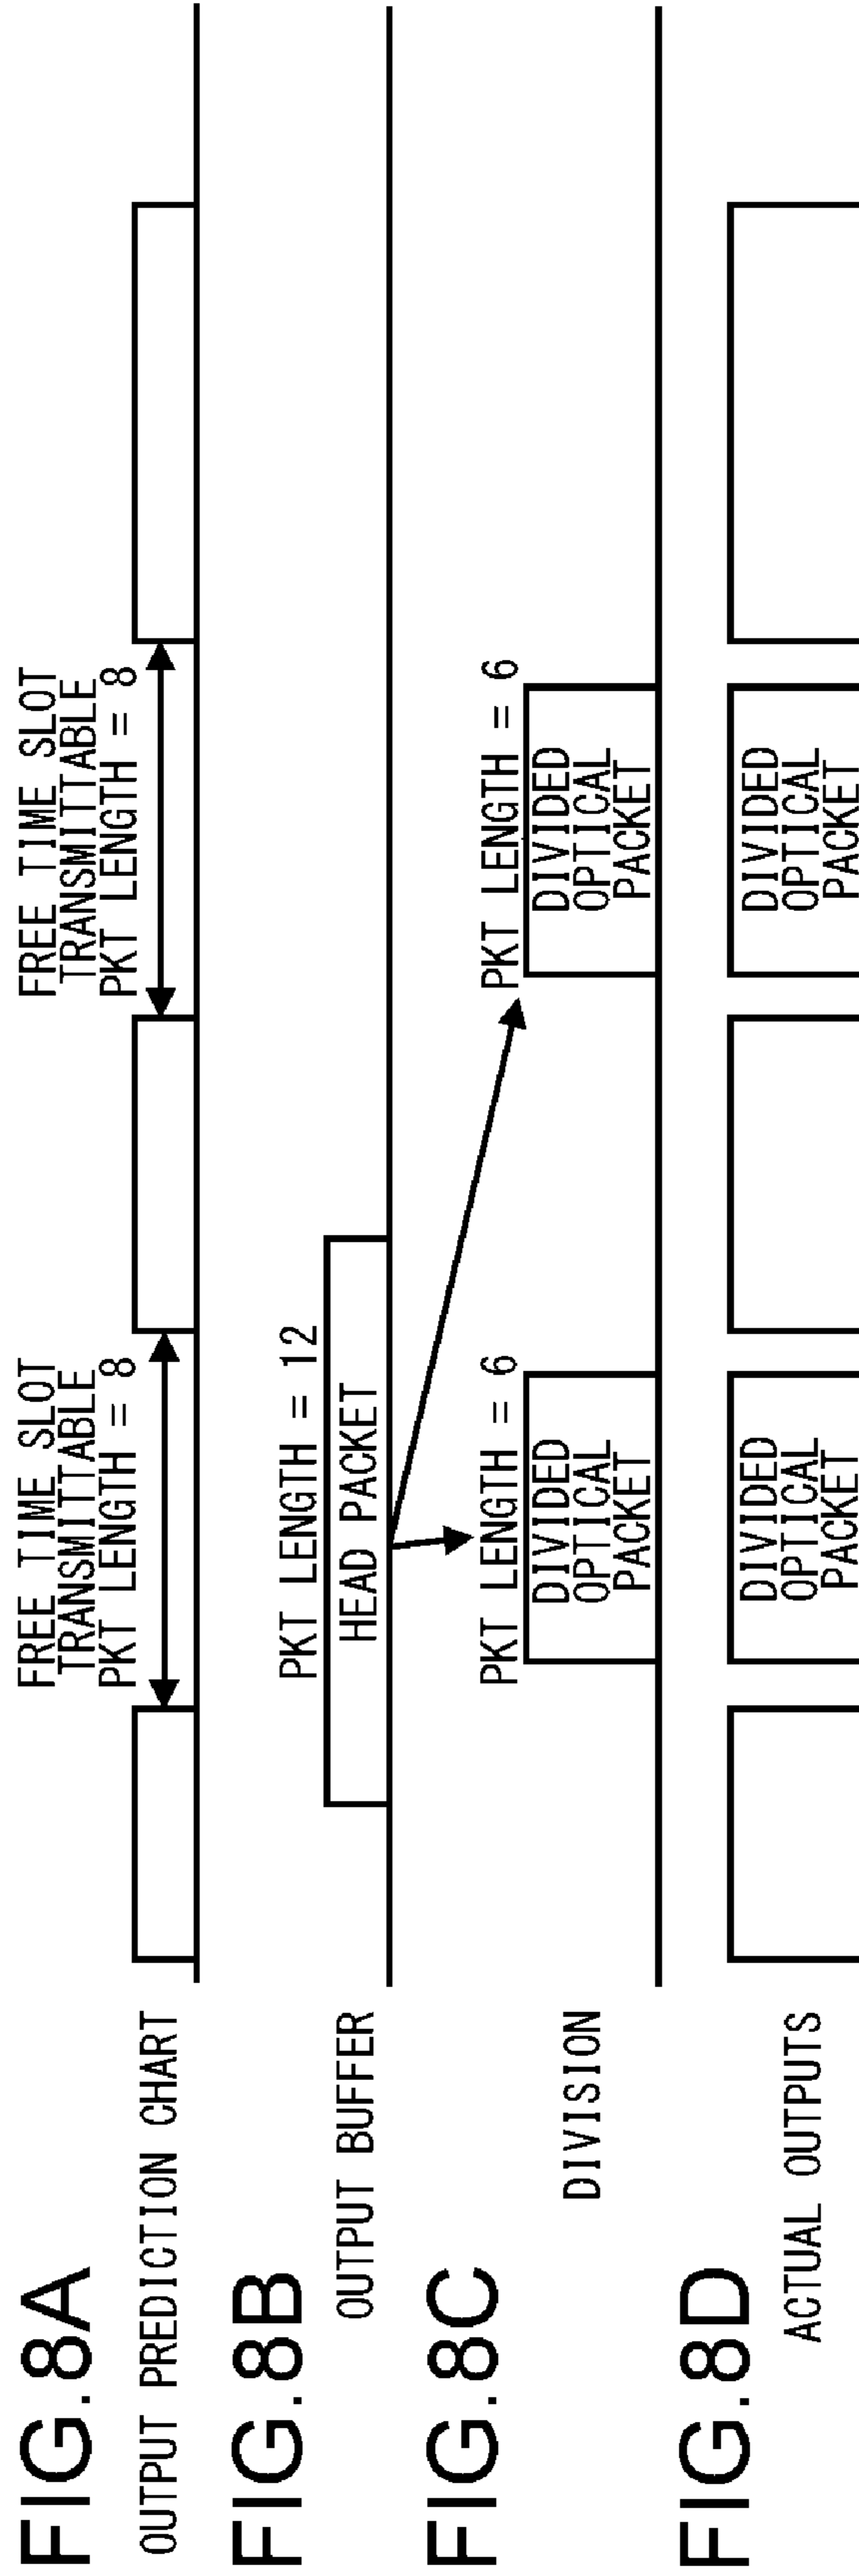 FIG.8A
OUTPUT PREDICTION CHART
FREE TIME SLOT
TRANSMITTABLE
PKT LENGTH = 8
FREE TIME SLOT
TRANSMITTABLE
PKT LENGTH = 8
FIG.8B
OUTPUT BUFFER
PKT LENGTH = 12
HEAD PACKET
FIG.8C
DIVISION
PKT LENGTH = 6
DIVIDED
OPTICAL
PACKET
PKT LENGTH = 6
DIVIDED
OPTICAL
PACKET
FIG.8D
ACTUAL OUTPUTS
DIVIDED
OPTICAL
PACKET
DIVIDED
OPTICAL
PACKET